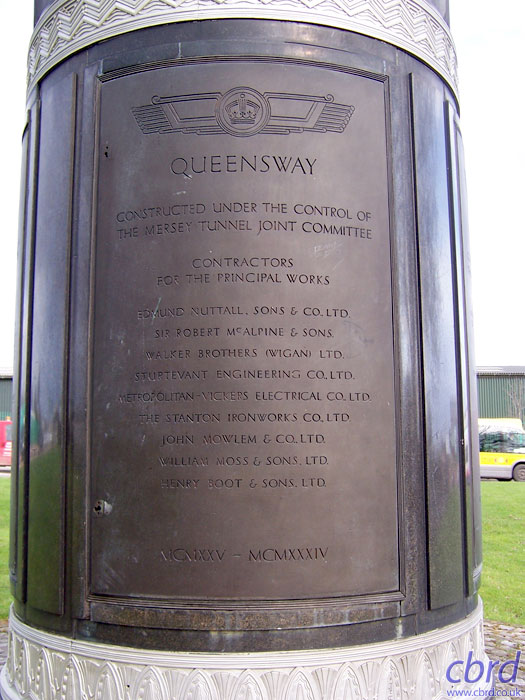 QUEENSWAY
CONSTRUCTED UNDER THE CONTROL OF
THE MERSEY TUNNEL JOINT COMMITTEE
CONTRACTORS
FOR THE PRINCIPAL WORKS
EDMUND NUTTALL, SONS & CO. LTD.
SIR ROBERT MCALPINE & SONS.
WALKER BROTHERS (WIGAN) LTD.
STURTEVANT ENGINEERING CO. LTD.
METROPOLITAN-VICKERS ELECTRICAL CO. LTD.
THE STANTON IRONWORKS CO. LTD.
JOHN MOWLEM & CO. LTD.
WILLIAM MOSS & SONS. LTD.
HENRY BOOT & SONS. LTD.
MCMXXV - MCMXXXIV
cbrd
www.cbrd.co.uk